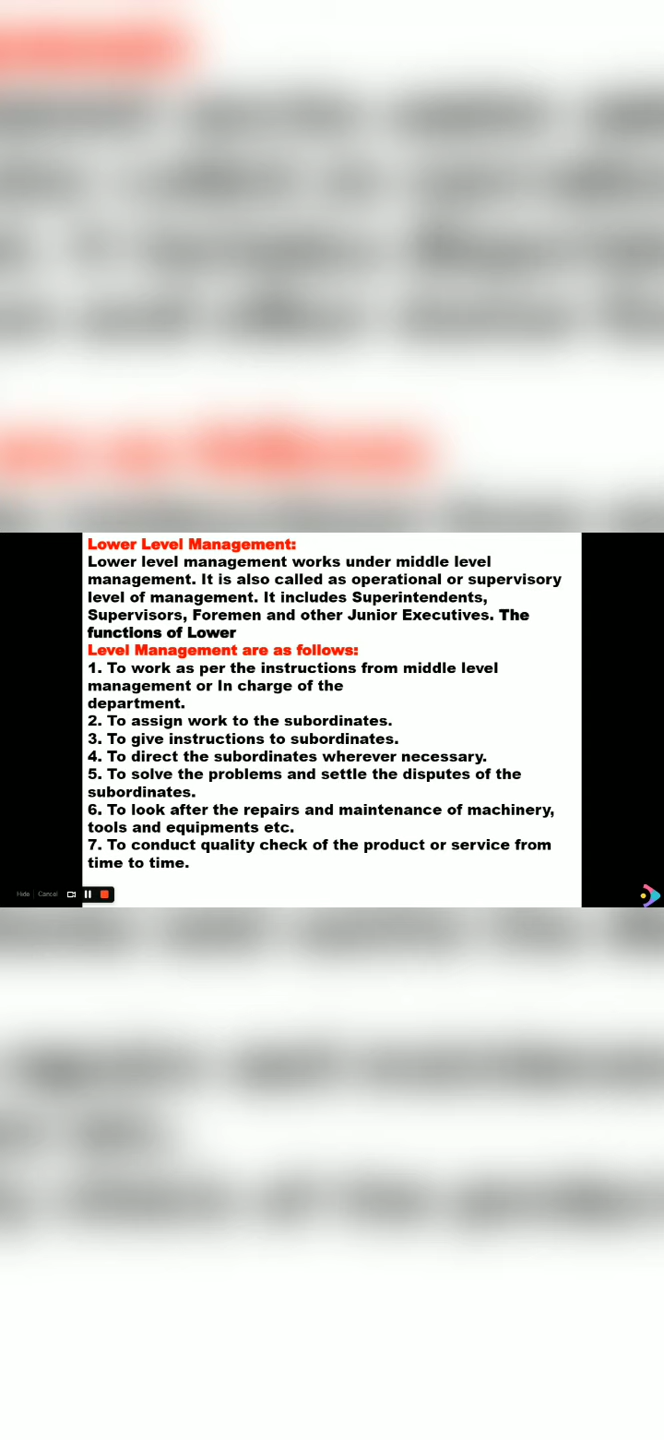 Lower Level Management:
Lower level management works under middle level
management. It is also called as operational or supervisory
level of management. It includes Superintendents,
Supervisors, Foremen and other Junior Executives. The
functions of Lower
Level Management are as follows:
1. To work as per the instructions from middle level
management or In charge of the
department.
2. To assign work to the subordinates.
3. To give instructions to subordinates.
4. To direct the subordinates wherever necessary.
5. To solve the problems and settle the disputes of the
subordinates.
6. To look after the repairs and maintenance of machinery,
tools and equipments etc.
7. To conduct quality check of the product or service from
time to time.
Hide Cancel